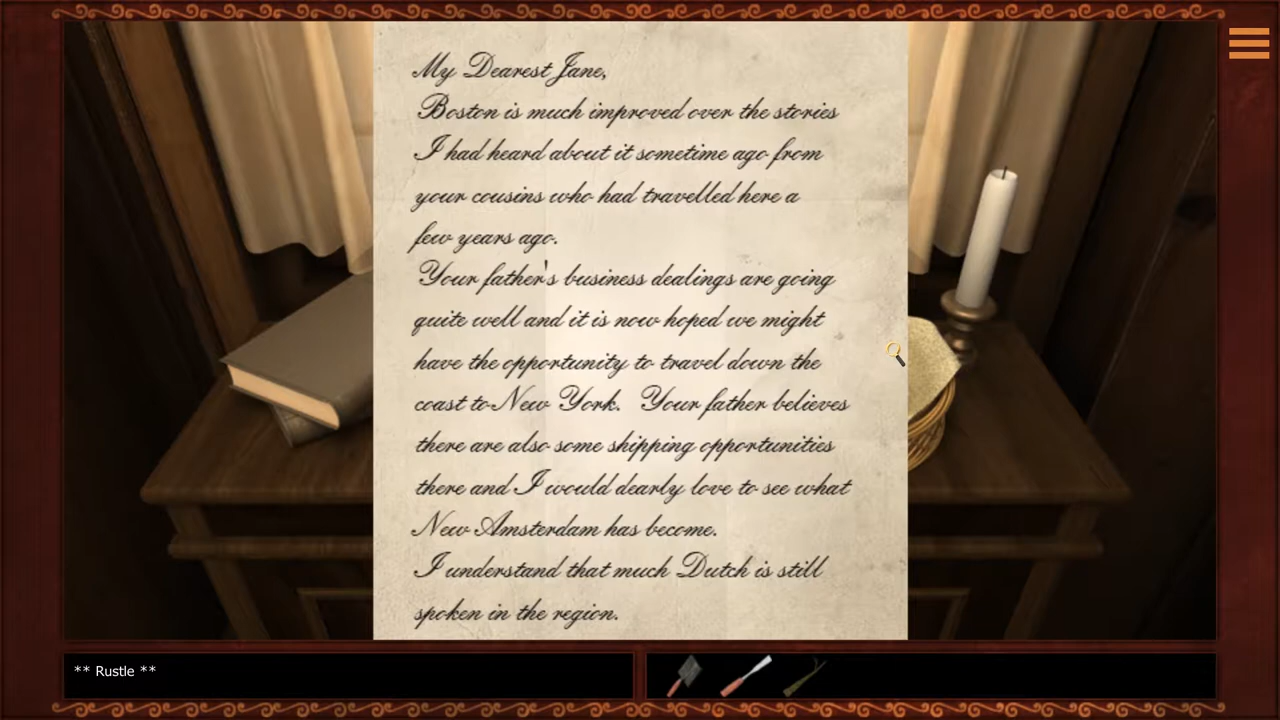 My Dearest Jane,
Boston is much improved over the stories
I had heard about it sometime ago from
your cousins who had travelled here a
few years ago.
Your father's business dealings are going
quite well and it is now hoped we might
have the opportunity to travel down the
coast to New York. Your father believes
there are also some shipping opportunities
there and I would dearly love to see what
New Amsterdam has become.
I understand that much Dutch is still
spoken in the region.
** Rustle **